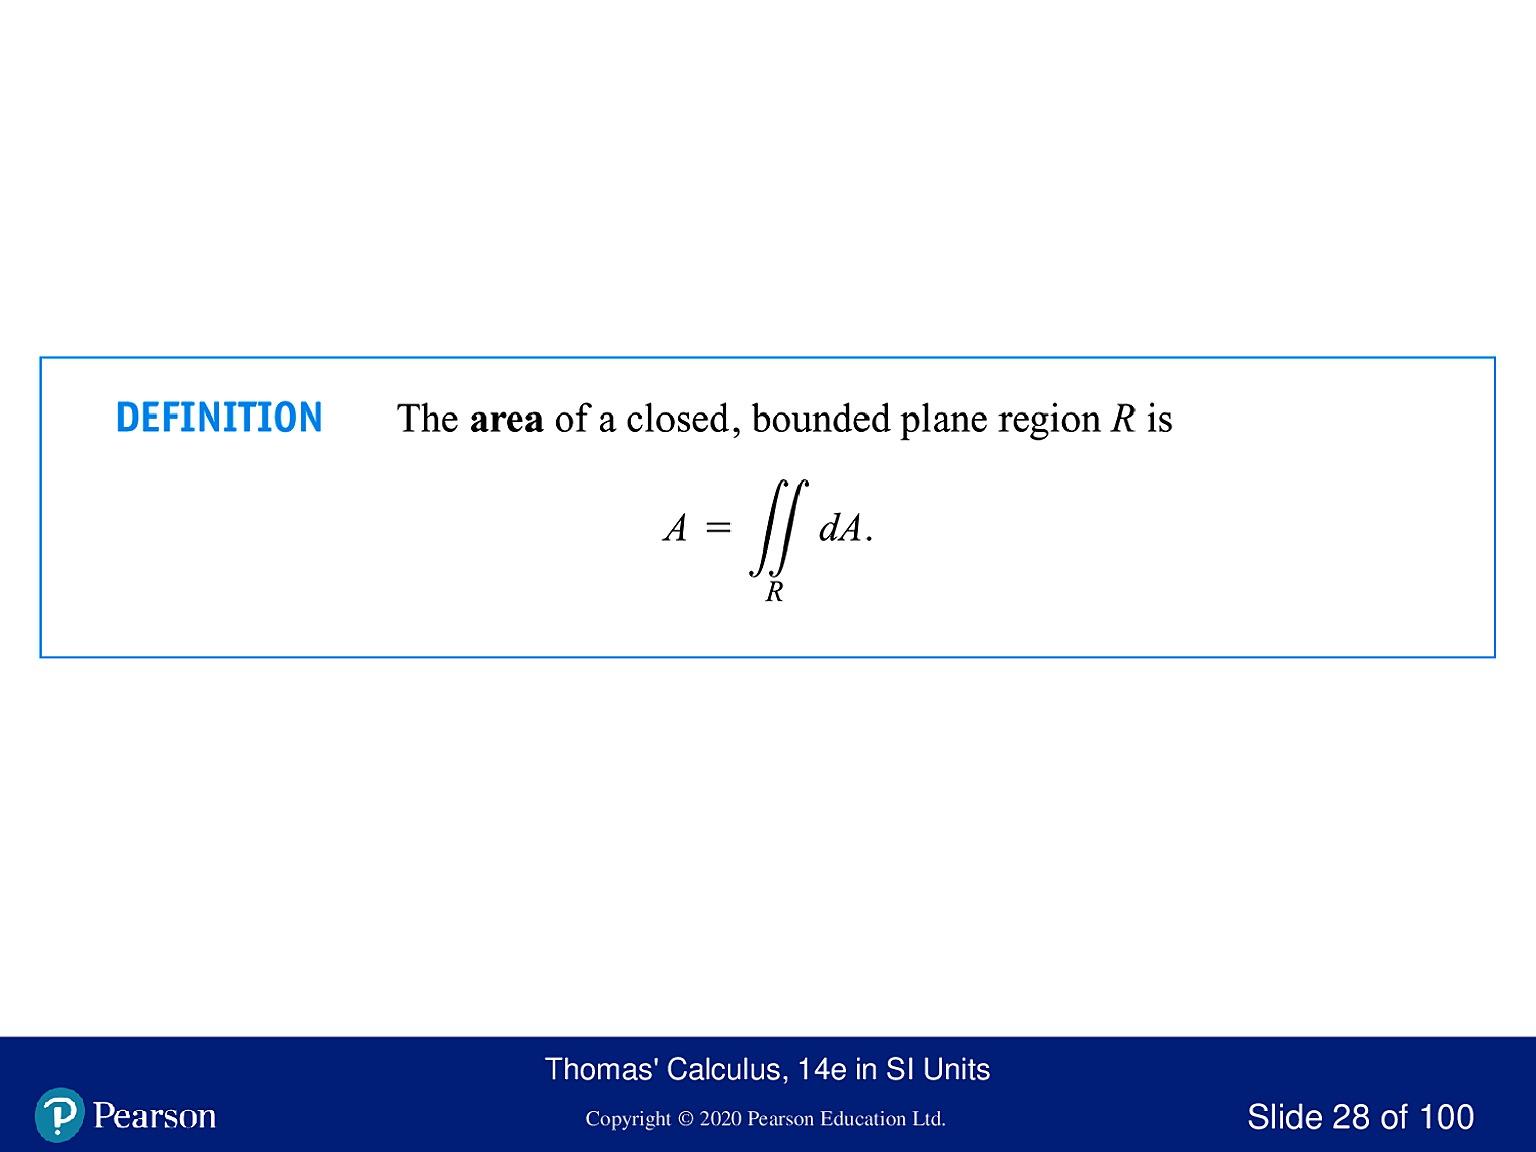 DEFINITION The area of a closed, bounded plane region R is
A = ∬ dA.
R
Thomas' Calculus, 14e in SI Units
Pearson
Copyright © 2020 Pearson Education Ltd.
Slide 28 of 100